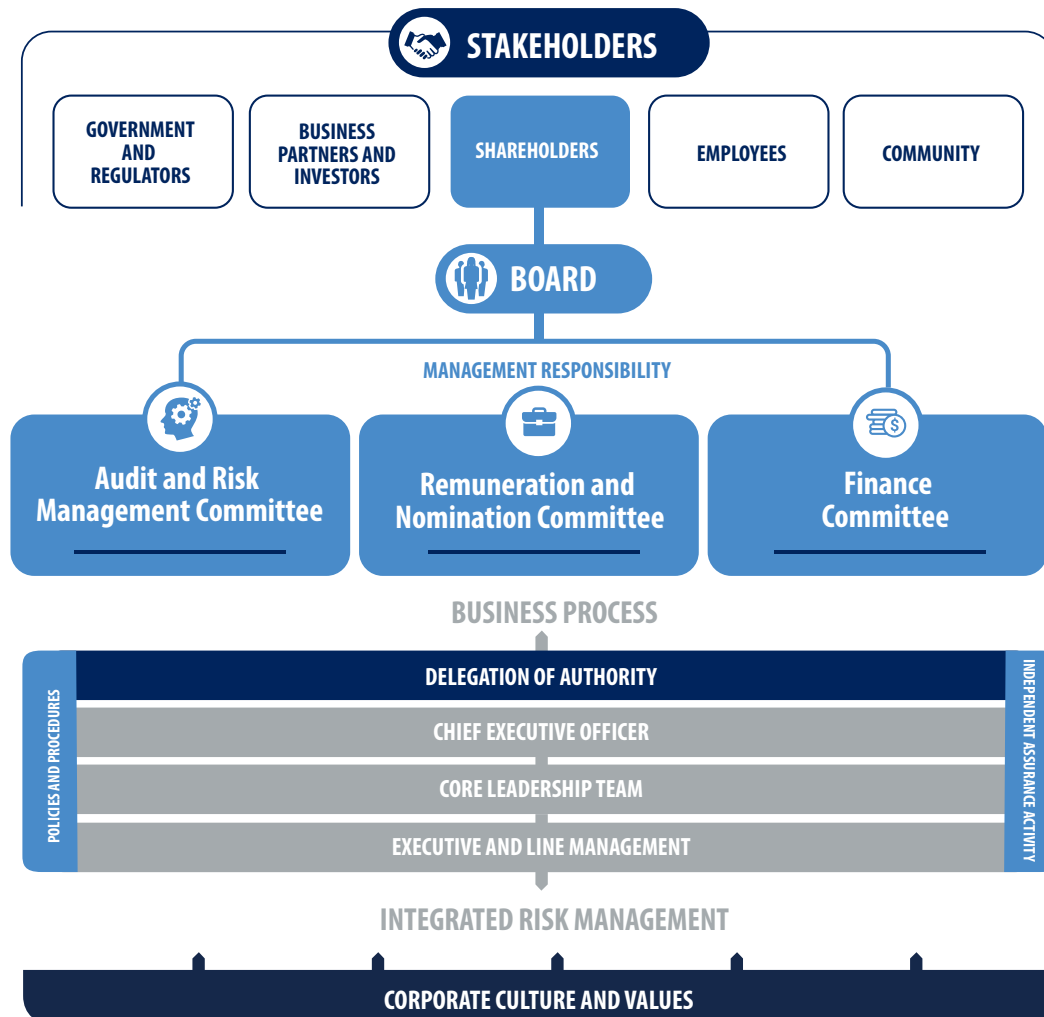 STAKEHOLDERS
GOVERNMENT
AND
REGULATORS
BUSINESS
PARTNERS AND
INVESTORS
SHAREHOLDERS
EMPLOYEES
COMMUNITY
BOARD
MANAGEMENT RESPONSIBILITY
Audit and Risk
Management Committee
Remuneration and
Nomination Committee
$
Finance
Committee
BUSINESS PROCESS
POLICIES AND PROCEDURES
DELEGATION OF AUTHORITY
CHIEF EXECUTIVE OFFICER
CORE LEADERSHIP TEAM
EXECUTIVE AND LINE MANAGEMENT
INDEPENDENT ASSURANCE ACTIVITY
INTEGRATED RISK MANAGEMENT
CORPORATE CULTURE AND VALUES